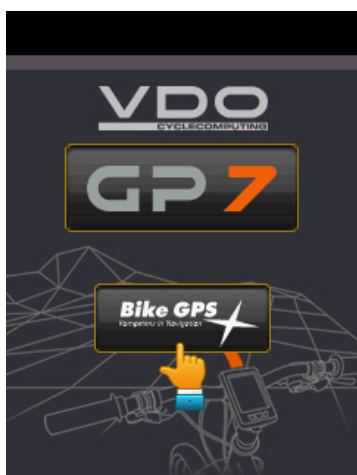 VDO
CYCLECOMPUTING
GP 7
Bike GPS
Kompetenz in Navigation